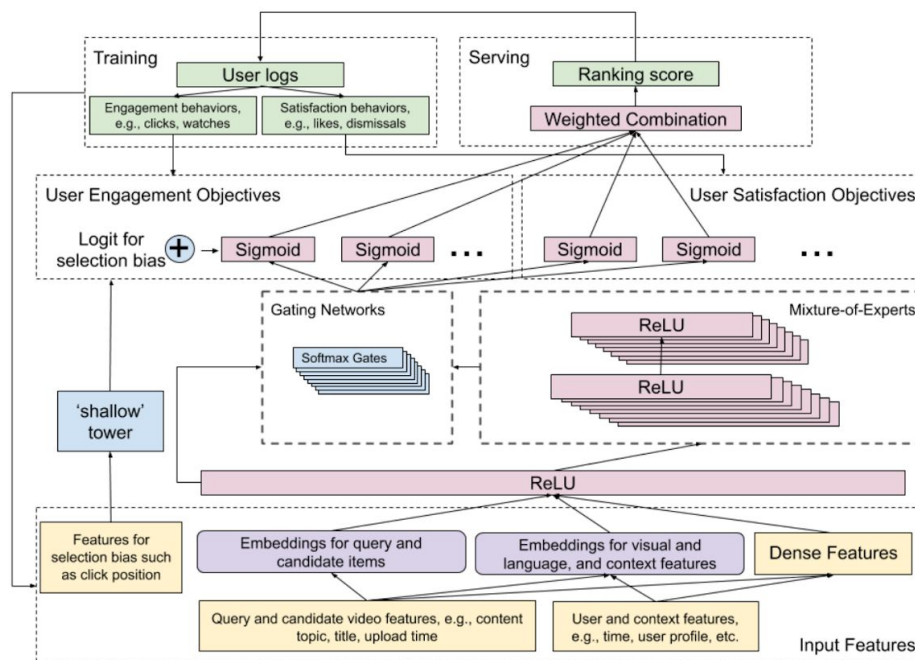 Training
User logs
Engagement behaviors,
e.g., clicks, watches
Satisfaction behaviors,
e.g., likes, dismissals
Serving
Ranking score
Weighted Combination
User Engagement Objectives
Logit for
selection bias
+
Sigmoid
Sigmoid
...
User Satisfaction Objectives
Sigmoid
Sigmoid
...
Gating Networks
Softmax Gates
Mixture-of-Experts
ReLU
ReLU
'shallow'
tower
ReLU
Features for
selection bias such
as click position
Embeddings for query and
candidate items
Embeddings for visual and
language, and context features
Dense Features
Query and candidate video features, e.g., content
topic, title, upload time
User and context features,
e.g., time, user profile, etc.
Input Features